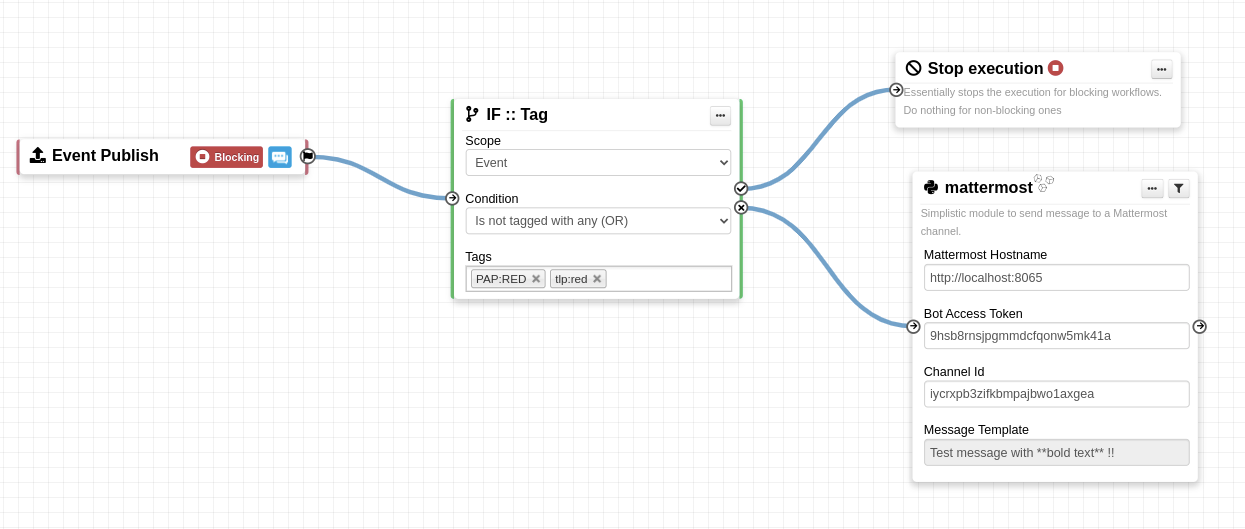 Event Publish
Blocking
IF :: Tag
Scope
Event
Condition
Is not tagged with any (OR)
Tags
PAP:RED
tlp:red
Stop execution
Essentially stops the execution for blocking workflows.
Do nothing for non-blocking ones
mattermost
Simplistic module to send message to a Mattermost
channel.
Mattermost Hostname
http://localhost:8065
Bot Access Token
9hsb8rnsjpgmmdcfqonw5mk41a
Channel Id
iycrxpb3zifkbmpajbwo1axgea
Message Template
Test message with **bold text** !!